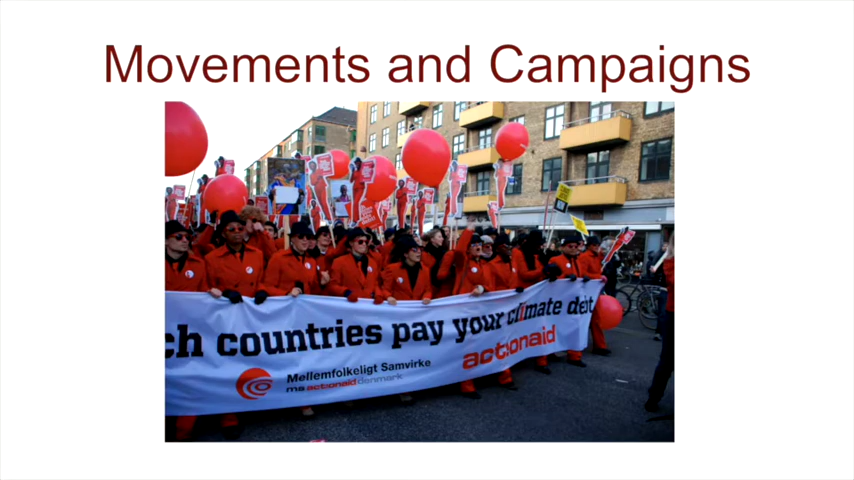 Movements and Campaigns
ch countries pay your climate debt
Mellemfolkeligt Samvirke
ms actionaid denmark
actionaid